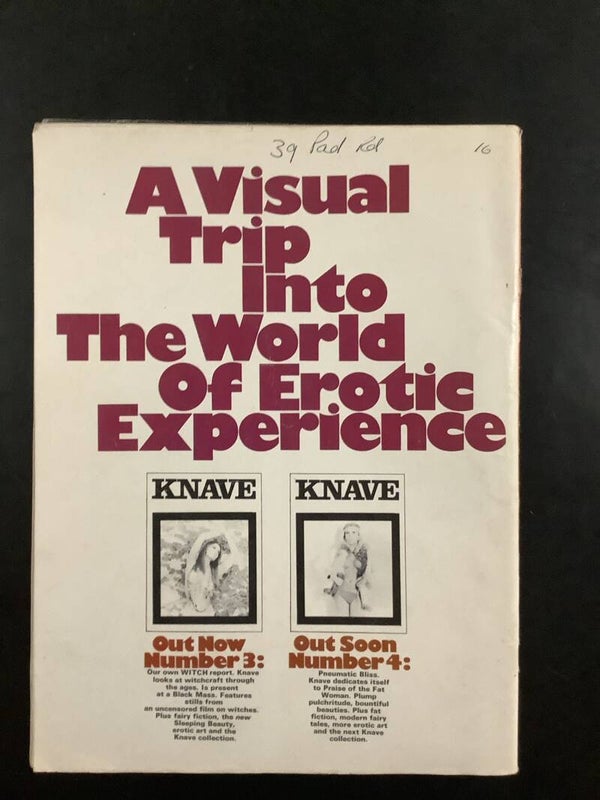 39 Pad Rd
16
A Visual
Trip
Into
The World
Of Erotic
Experience
KNAVE
KNAVE
Out Now
Number 3:
Our own WITCH report. Knave
looks at witchcraft through
the ages. Is present
at a Black Mass. Features
stills from
an uncensored film on witches.
Plus fairy fiction, the new
Sleeping Beauty,
erotic art and the
Knave collection.
Out Soon
Number 4:
Pneumatic Bliss.
Knave dedicates itself
to Praise of the Fat
Woman. Plump
pulchritude, bountiful
beauties. Plus fat
fiction, modern fairy
tales, more erotic art
and the next Knave
collection.